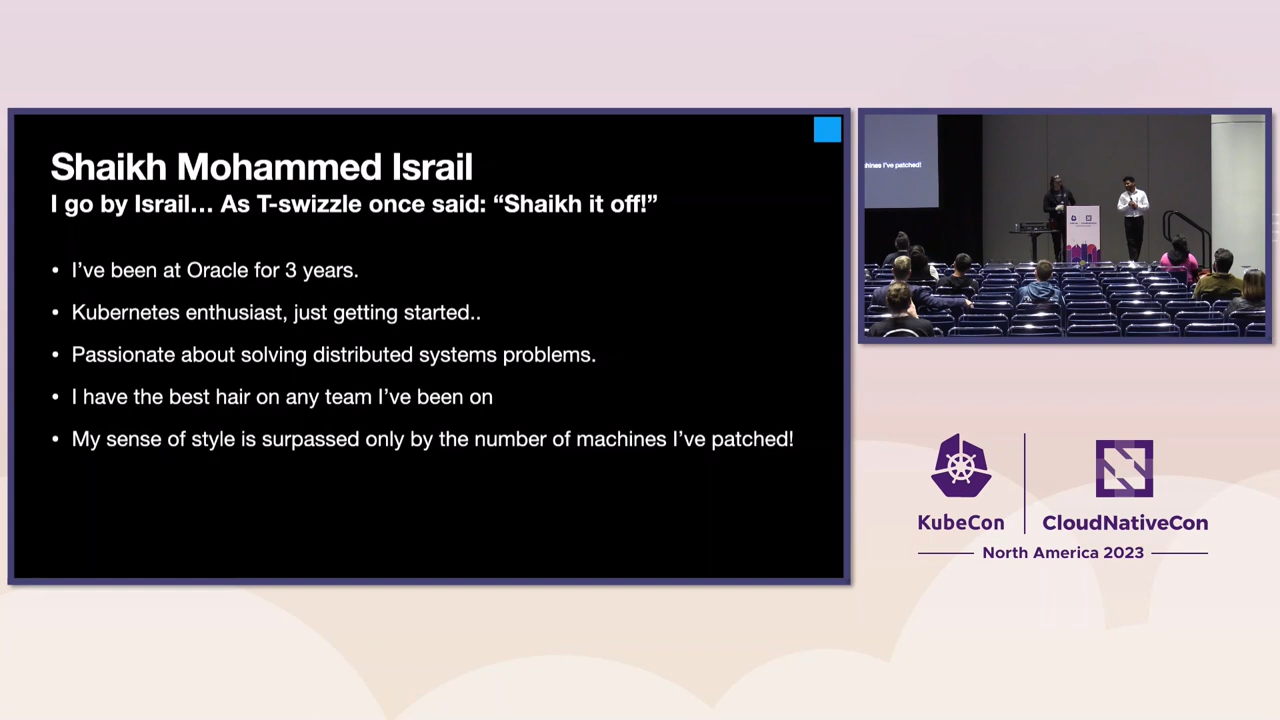 Shaikh Mohammed Israil
I go by Israil... As T-swizzle once said: “Shaikh it off!”
• I’ve been at Oracle for 3 years.
• Kubernetes enthusiast, just getting started..
• Passionate about solving distributed systems problems.
• I have the best hair on any team I’ve been on
• My sense of style is surpassed only by the number of machines I’ve patched!
hines I’ve patched!
KubeCon
CloudNativeCon
North America 2023